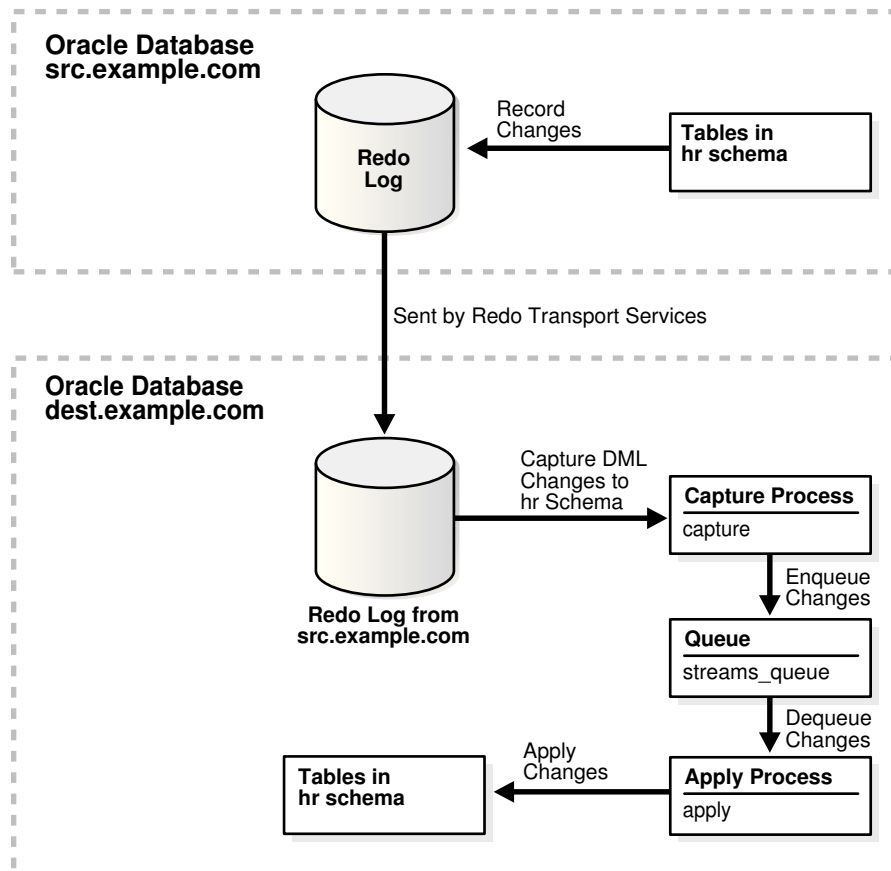 Oracle Database
src.example.com
Redo
Log
Record
Changes
Tables in
hr schema
Sent by Redo Transport Services
Oracle Database
dest.example.com
Capture DML
Changes to
hr Schema
Capture Process
capture
Redo Log from
src.example.com
Enqueue
Changes
Queue
streams_queue
Dequeue
Changes
Tables in
hr schema
Apply
Changes
Apply Process
apply